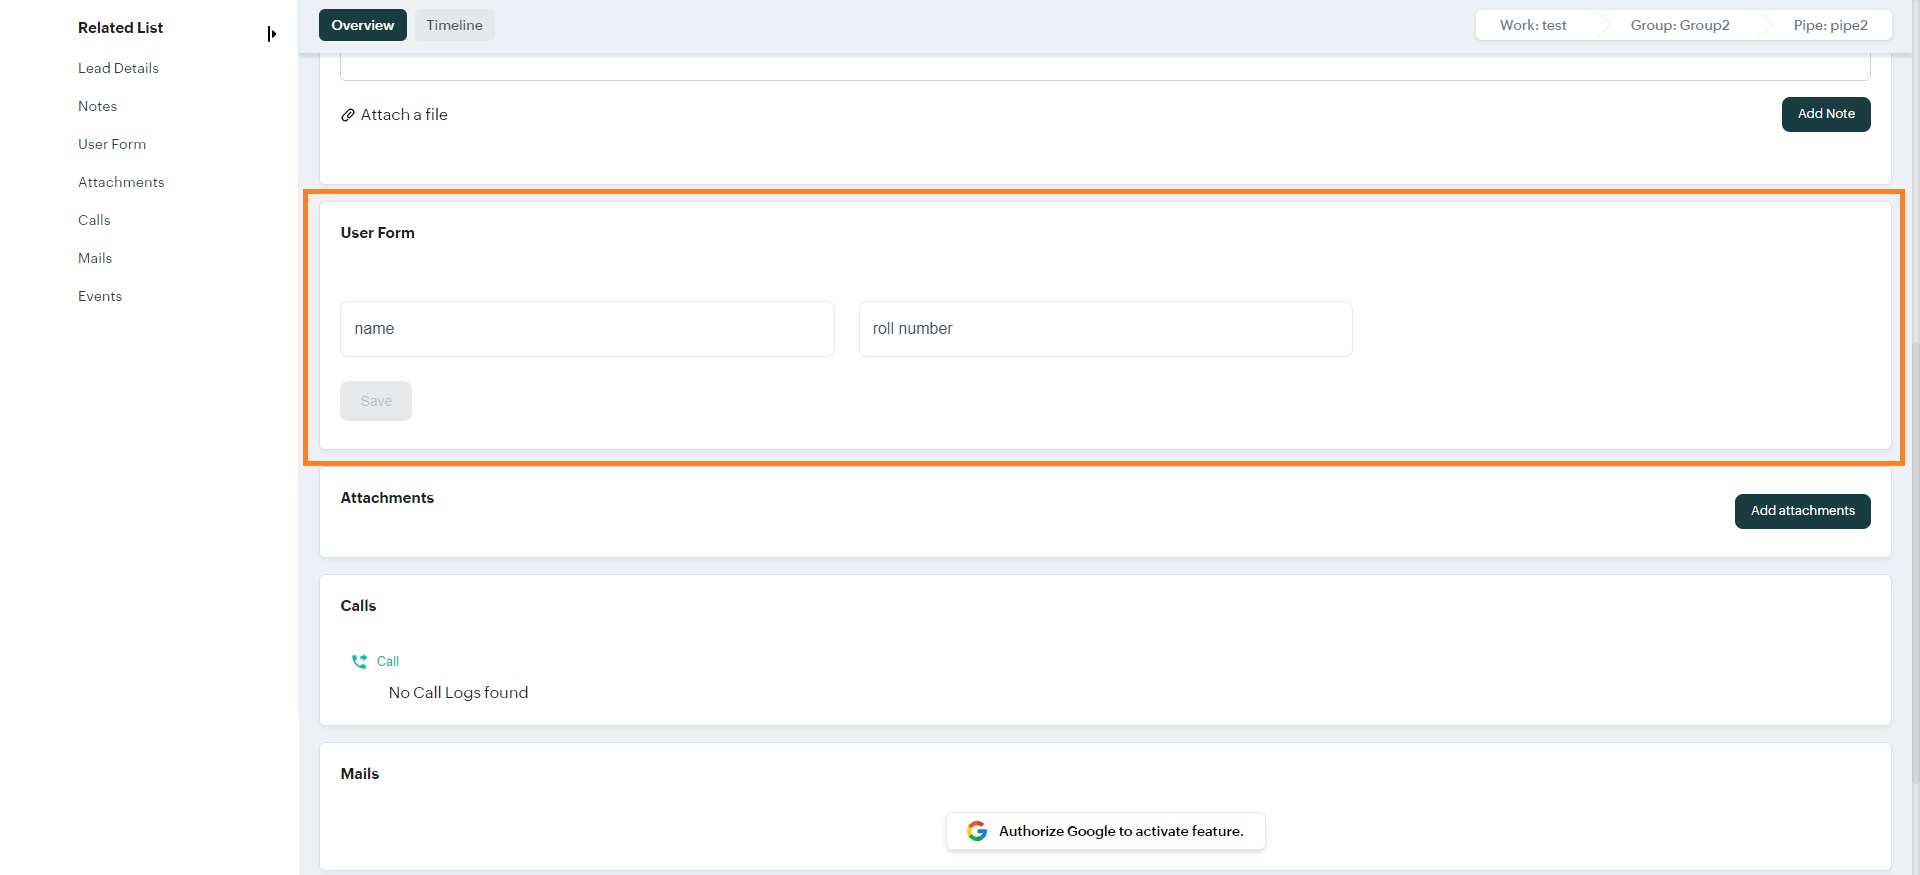 Related List
Lead Details
Notes
User Form
Attachments
Calls
Mails
Events
Overview
Timeline
Work: test
Group: Group2
Pipe: pipe2
Attach a file
Add Note
User Form
name
roll number
Save
Attachments
Add attachments
Calls
Call
No Call Logs found
Mails
Authorize Google to activate feature.